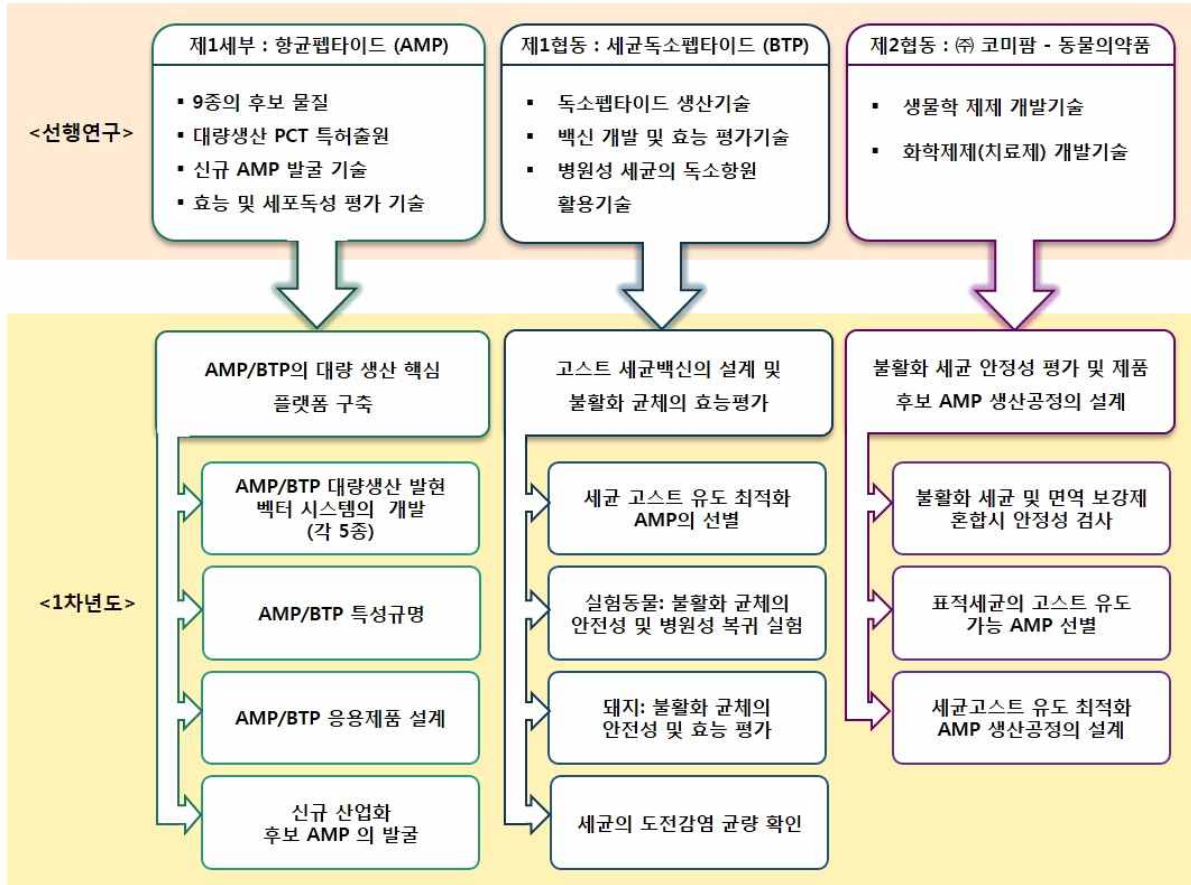 <선행연구>
제1세부 : 항균펩타이드 (AMP)
▪ 9종의 후보 물질
▪ 대량생산 PCT 특허출원
▪ 신규 AMP 발굴 기술
▪ 효능 및 세포독성 평가 기술
제1협동 : 세균독소펩타이드 (BTP)
▪ 독소펩타이드 생산기술
▪ 백신 개발 및 효능 평가기술
▪ 병원성 세균의 독소항원
활용기술
제2협동 : ㈜ 코미팜 - 동물의약품
▪ 생물학 제제 개발기술
▪ 화학제제(치료제) 개발기술
<1차년도>
AMP/BTP의 대량 생산 핵심
플랫폼 구축
AMP/BTP 대량생산 발현
벡터 시스템의 개발
(각 5종)
AMP/BTP 특성규명
AMP/BTP 응용제품 설계
신규 산업화
후보 AMP 의 발굴
고스트 세균백신의 설계 및
불활화 균체의 효능평가
세균 고스트 유도 최적화
AMP의 선별
실험동물: 불활화 균체의
안전성 및 병원성 복귀 실험
돼지: 불활화 균체의
안전성 및 효능 평가
세균의 도전감염 균량 확인
불활화 세균 안정성 평가 및 제품
후보 AMP 생산공정의 설계
불활화 세균 및 면역 보강제
혼합시 안정성 검사
표적세균의 고스트 유도
가능 AMP 선별
세균고스트 유도 최적화
AMP 생산공정의 설계